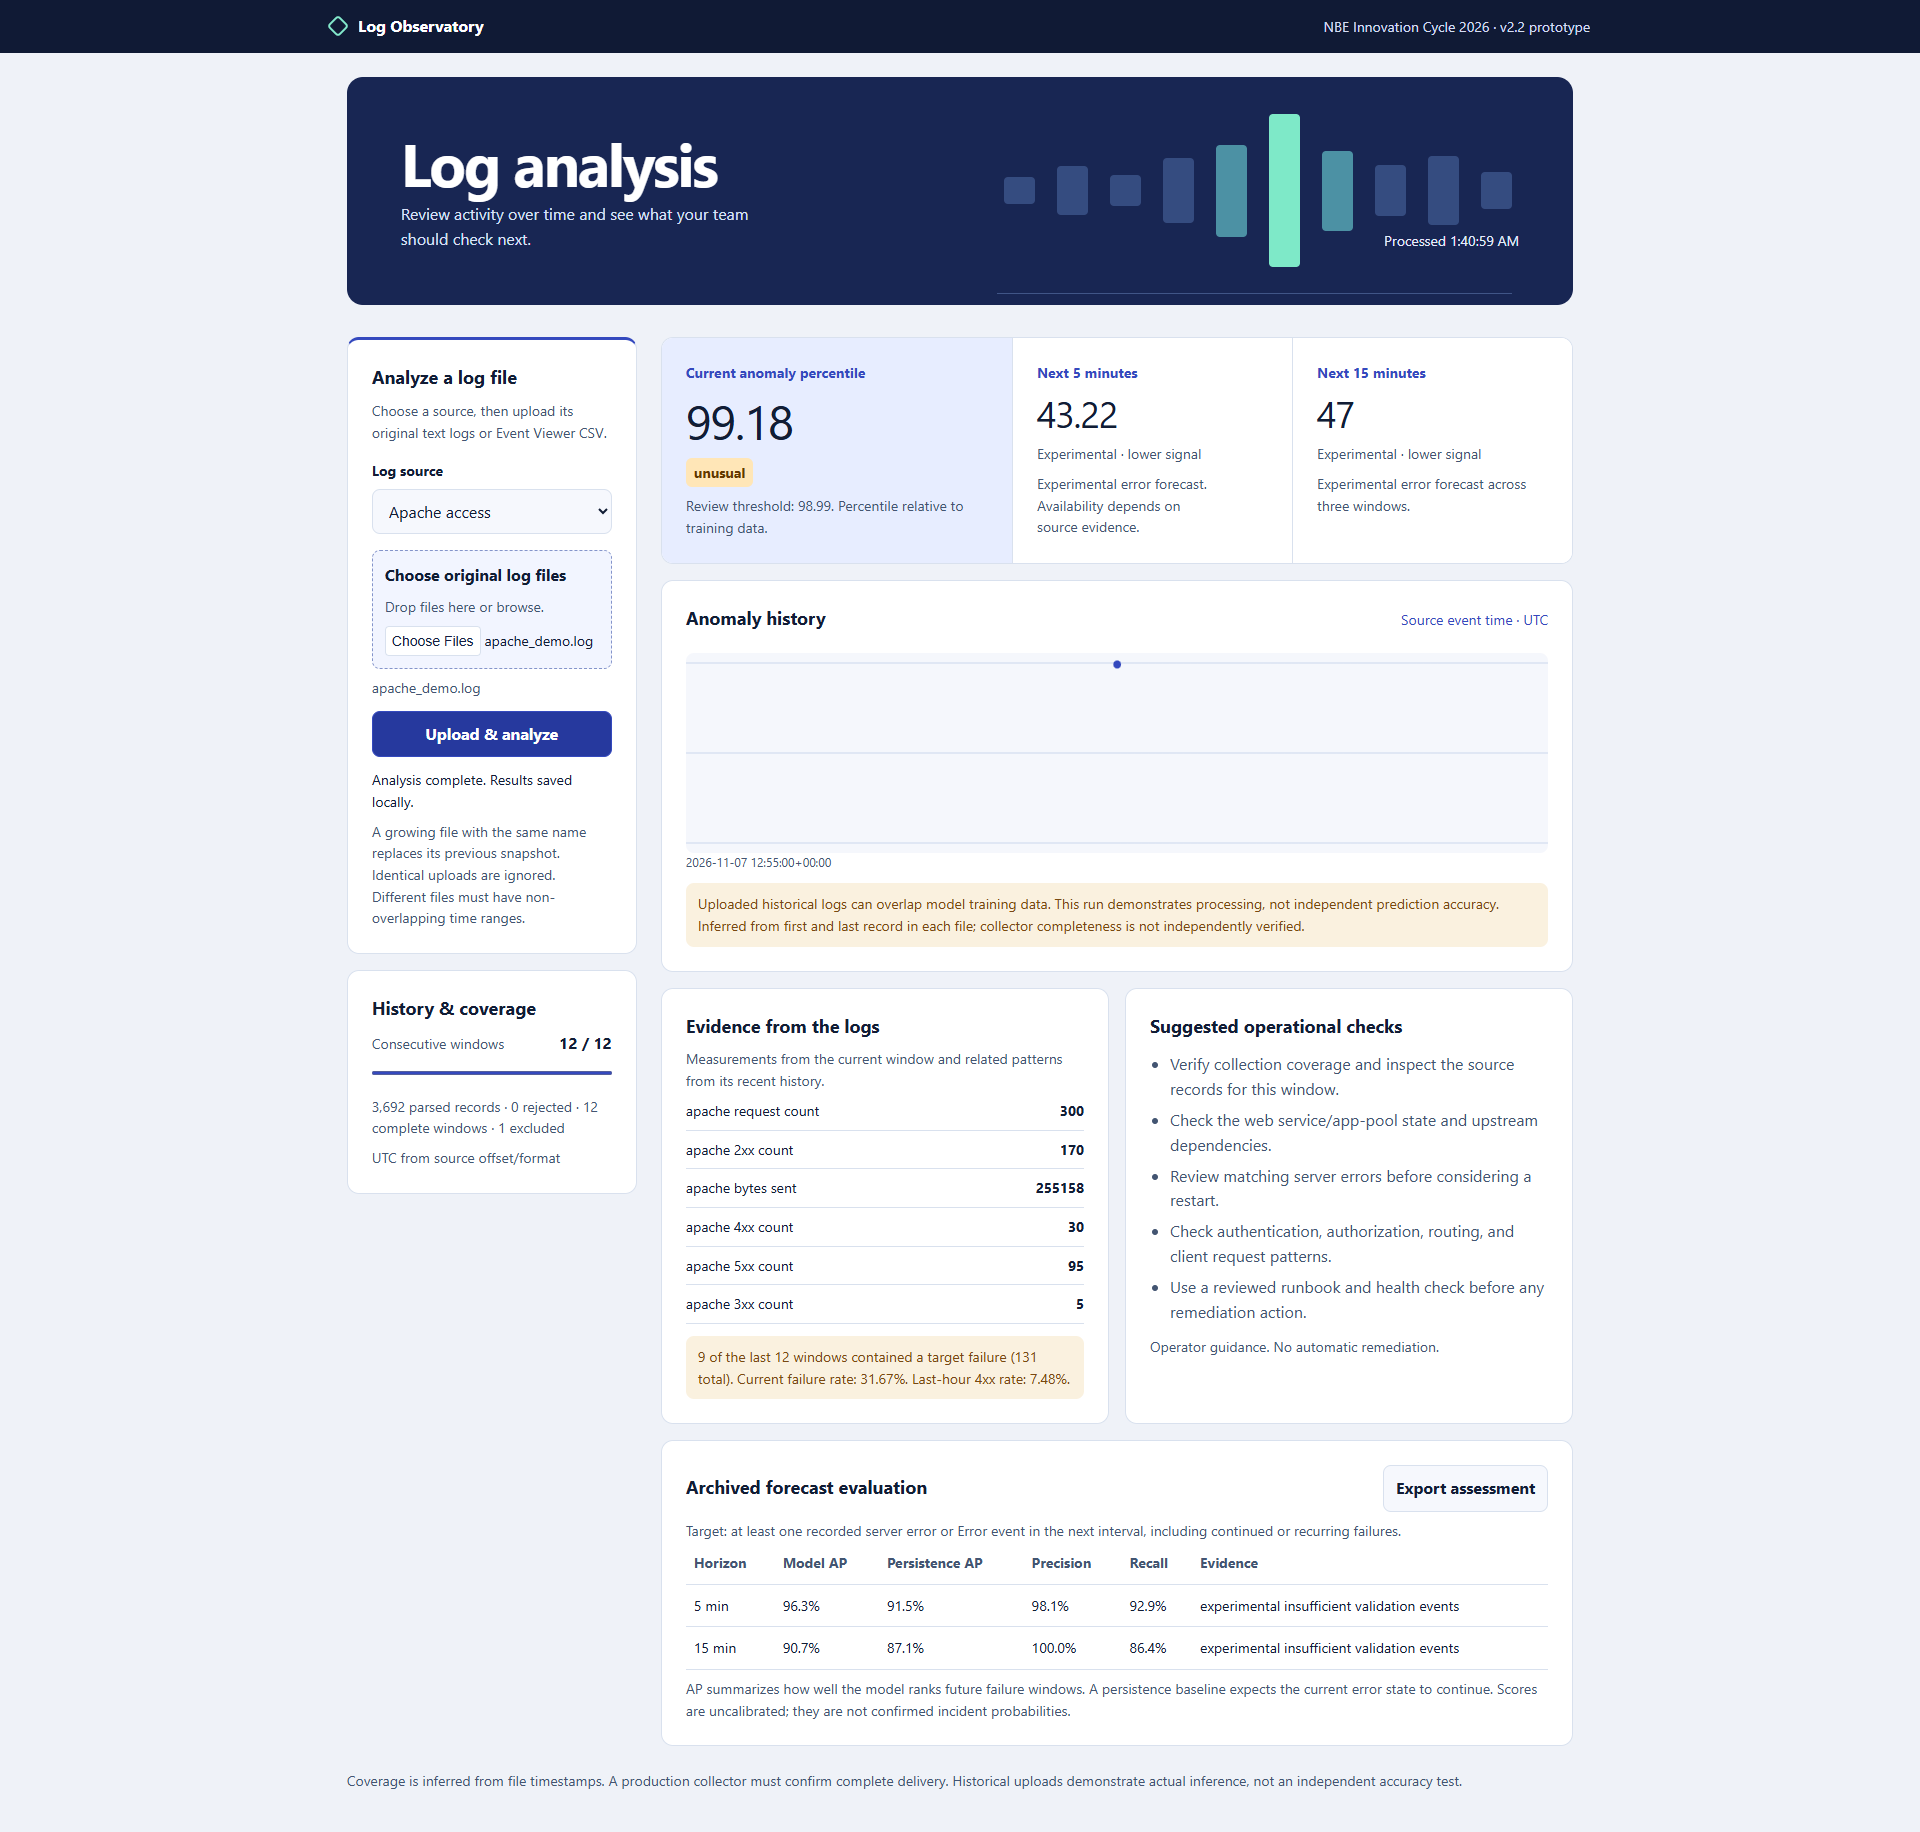 Log Observatory
NBE Innovation Cycle 2026 · v2.2 prototype
Log analysis
Review activity over time and see what your team
should check next.
Processed 1:40:59 AM
Analyze a log file
Choose a source, then upload its
original text logs or Event Viewer CSV.
Log source
Apache access
Choose original log files
Drop files here or browse.
Choose Files apache_demo.log
apache_demo.log
Upload & analyze
Analysis complete. Results saved
locally.
A growing file with the same name
replaces its previous snapshot.
Identical uploads are ignored.
Different files must have non-
overlapping time ranges.
History & coverage
Consecutive windows 12 / 12
3,692 parsed records · 0 rejected · 12
complete windows · 1 excluded
UTC from source offset/format
Current anomaly percentile
99.18
unusual
Review threshold: 98.99. Percentile relative to
training data.
Next 5 minutes
43.22
Experimental · lower signal
Experimental error forecast.
Availability depends on
source evidence.
Next 15 minutes
47
Experimental · lower signal
Experimental error forecast across
three windows.
Anomaly history
Source event time · UTC
2026-11-07 12:55:00+00:00
Uploaded historical logs can overlap model training data. This run demonstrates processing, not independent prediction accuracy.
Inferred from first and last record in each file; collector completeness is not independently verified.
Evidence from the logs
Measurements from the current window and related patterns
from its recent history.
apache request count 300
apache 2xx count 170
apache bytes sent 255158
apache 4xx count 30
apache 5xx count 95
apache 3xx count 5
9 of the last 12 windows contained a target failure (131
total). Current failure rate: 31.67%. Last-hour 4xx rate: 7.48%.
Suggested operational checks
• Verify collection coverage and inspect the source
records for this window.
• Check the web service/app-pool state and upstream
dependencies.
• Review matching server errors before considering a
restart.
• Check authentication, authorization, routing, and
client request patterns.
• Use a reviewed runbook and health check before any
remediation action.
Operator guidance. No automatic remediation.
Archived forecast evaluation
Export assessment
Target: at least one recorded server error or Error event in the next interval, including continued or recurring failures.
Horizon Model AP Persistence AP Precision Recall Evidence
5 min 96.3% 91.5% 98.1% 92.9% experimental insufficient validation events
15 min 90.7% 87.1% 100.0% 86.4% experimental insufficient validation events
AP summarizes how well the model ranks future failure windows. A persistence baseline expects the current error state to continue. Scores
are uncalibrated; they are not confirmed incident probabilities.
Coverage is inferred from file timestamps. A production collector must confirm complete delivery. Historical uploads demonstrate actual inference, not an independent accuracy test.